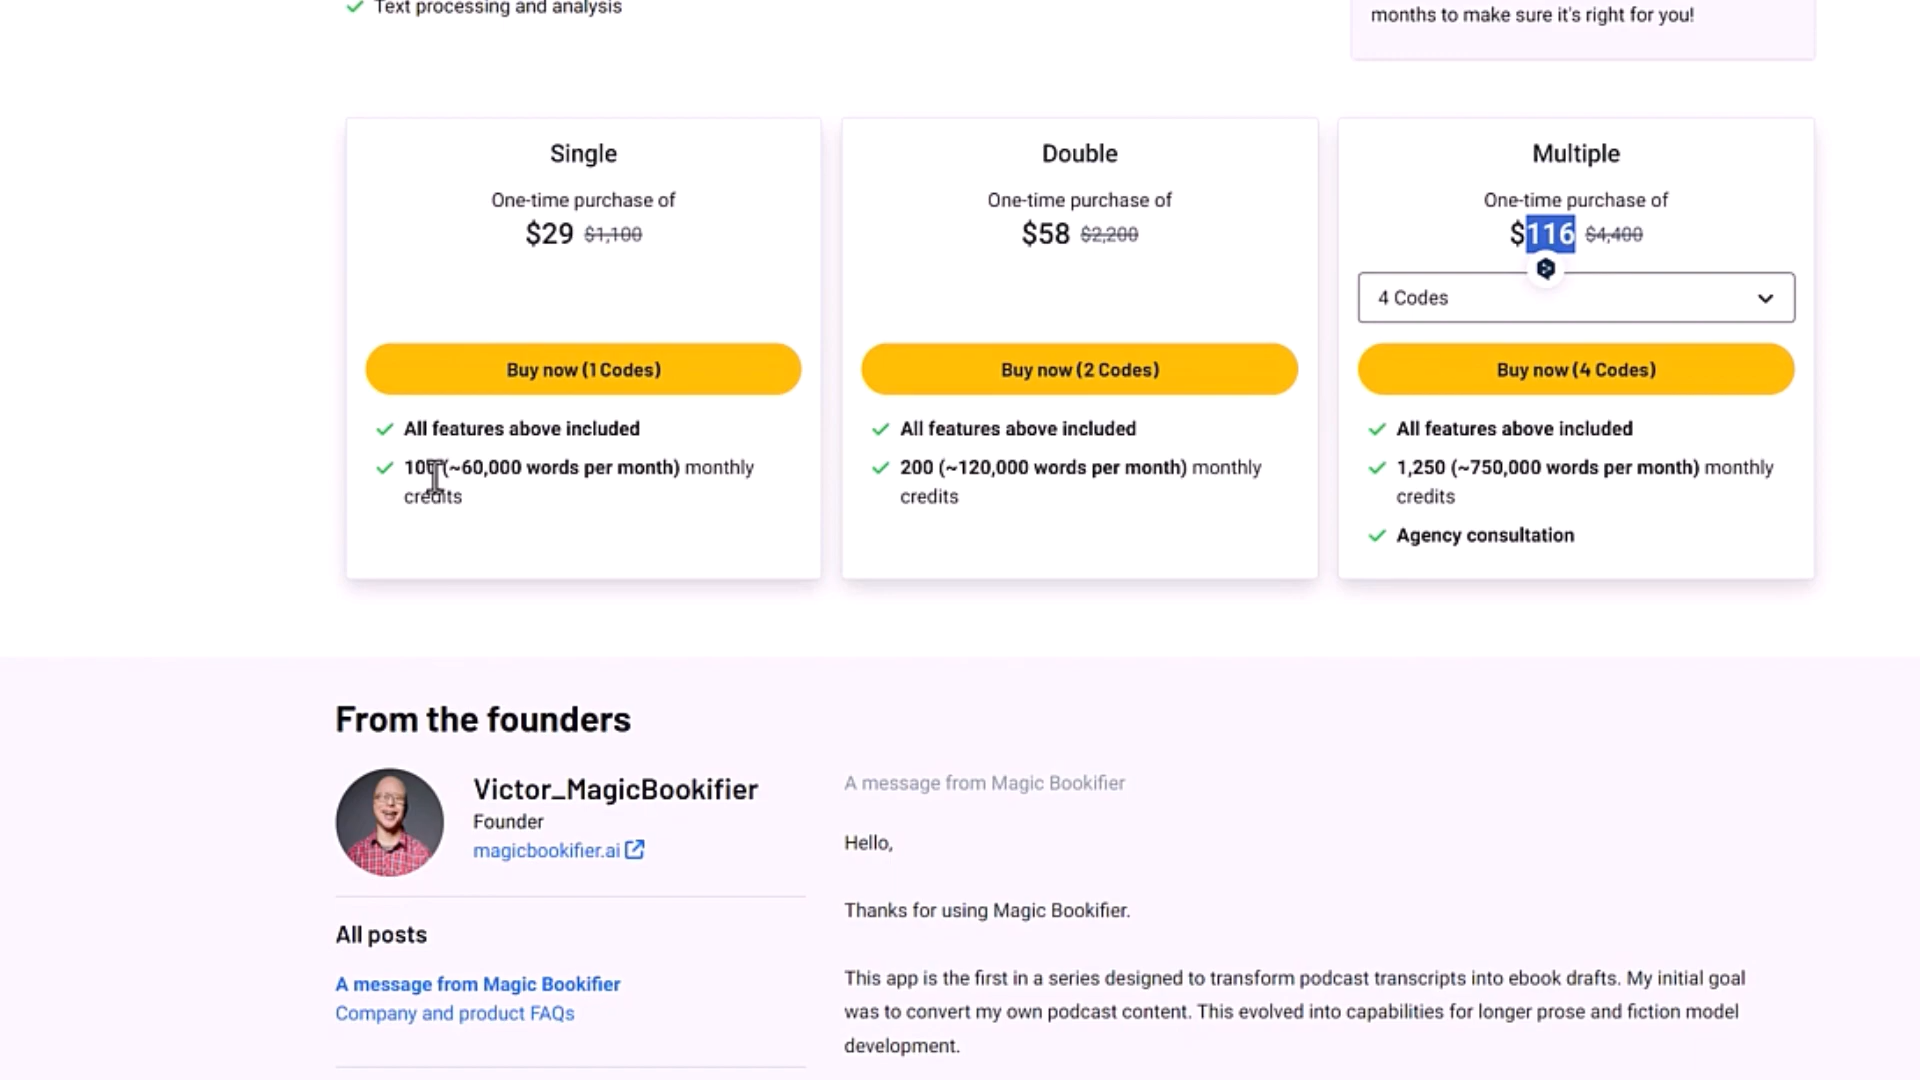 Text processing and analysis
months to make sure it's right for you!
Single
One-time purchase of
$29 $1,100
Buy now (1 Codes)
All features above included
(~60,000 words per month) monthly
credits
Double
One-time purchase of
$58 $2,200
Buy now (2 Codes)
All features above included
200 (~120,000 words per month) monthly
credits
Multiple
One-time purchase of
$116 $4,400
4 Codes
Buy now (4 Codes)
All features above included
1,250 (~750,000 words per month) monthly
credits
Agency consultation
From the founders
Victor_MagicBookifier
Founder
magicbookifier.ai
All posts
A message from Magic Bookifier
Company and product FAQs
A message from Magic Bookifier
Hello,
Thanks for using Magic Bookifier.
This app is the first in a series designed to transform podcast transcripts into ebook drafts. My initial goal
was to convert my own podcast content. This evolved into capabilities for longer prose and fiction model
development.